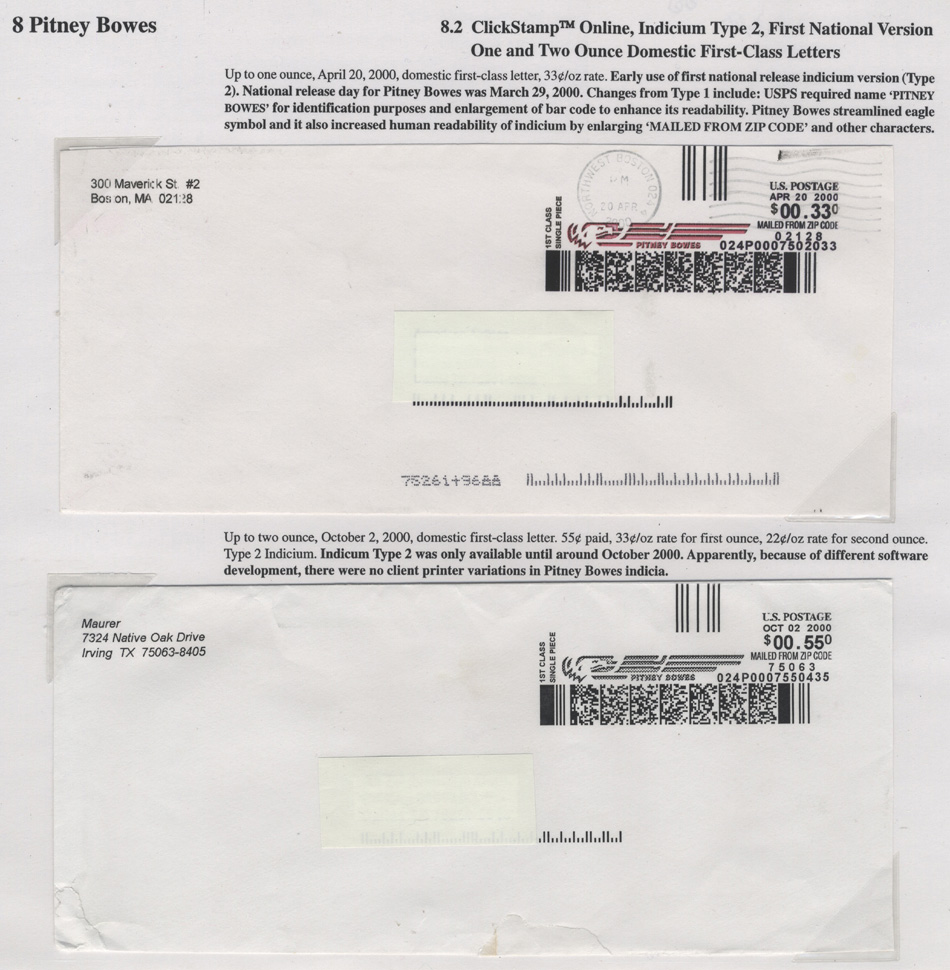 8 Pitney Bowes
8.2 ClickStamp™ Online, Indicium Type 2, First National Version
One and Two Ounce Domestic First-Class Letters
Up to one ounce, April 20, 2000, domestic first-class letter, 33¢/oz rate. Early use of first national release indicium version (Type
2). National release day for Pitney Bowes was March 29, 2000. Changes from Type 1 include: USPS required name ‘PITNEY
BOWES’ for identification purposes and enlargement of bar code to enhance its readability. Pitney Bowes streamlined eagle
symbol and it also increased human readability of indicium by enlarging ‘MAILED FROM ZIP CODE’ and other characters.
300 Maverick St. #2
Boston, MA 02128
NORTHWEST BOSTON
PM
20 APR
2000
U.S. POSTAGE
APR 20 2000
$00.330
MAILED FROM ZIP CODE
02128
024P0007502033
1ST CLASS
SINGLE PIECE
PITNEY BOWES
75261+9688
Up to two ounce, October 2, 2000, domestic first-class letter. 55¢ paid, 33¢/oz rate for first ounce, 22¢/oz rate for second ounce.
Type 2 Indicium. Indicum Type 2 was only available until around October 2000. Apparently, because of different software
development, there were no client printer variations in Pitney Bowes indicia.
Maurer
7324 Native Oak Drive
Irving TX 75063-8405
U.S. POSTAGE
OCT 02 2000
$00.550
MAILED FROM ZIP CODE
75063
024P0007550435
1ST CLASS
SINGLE PIECE
PITNEY BOWES